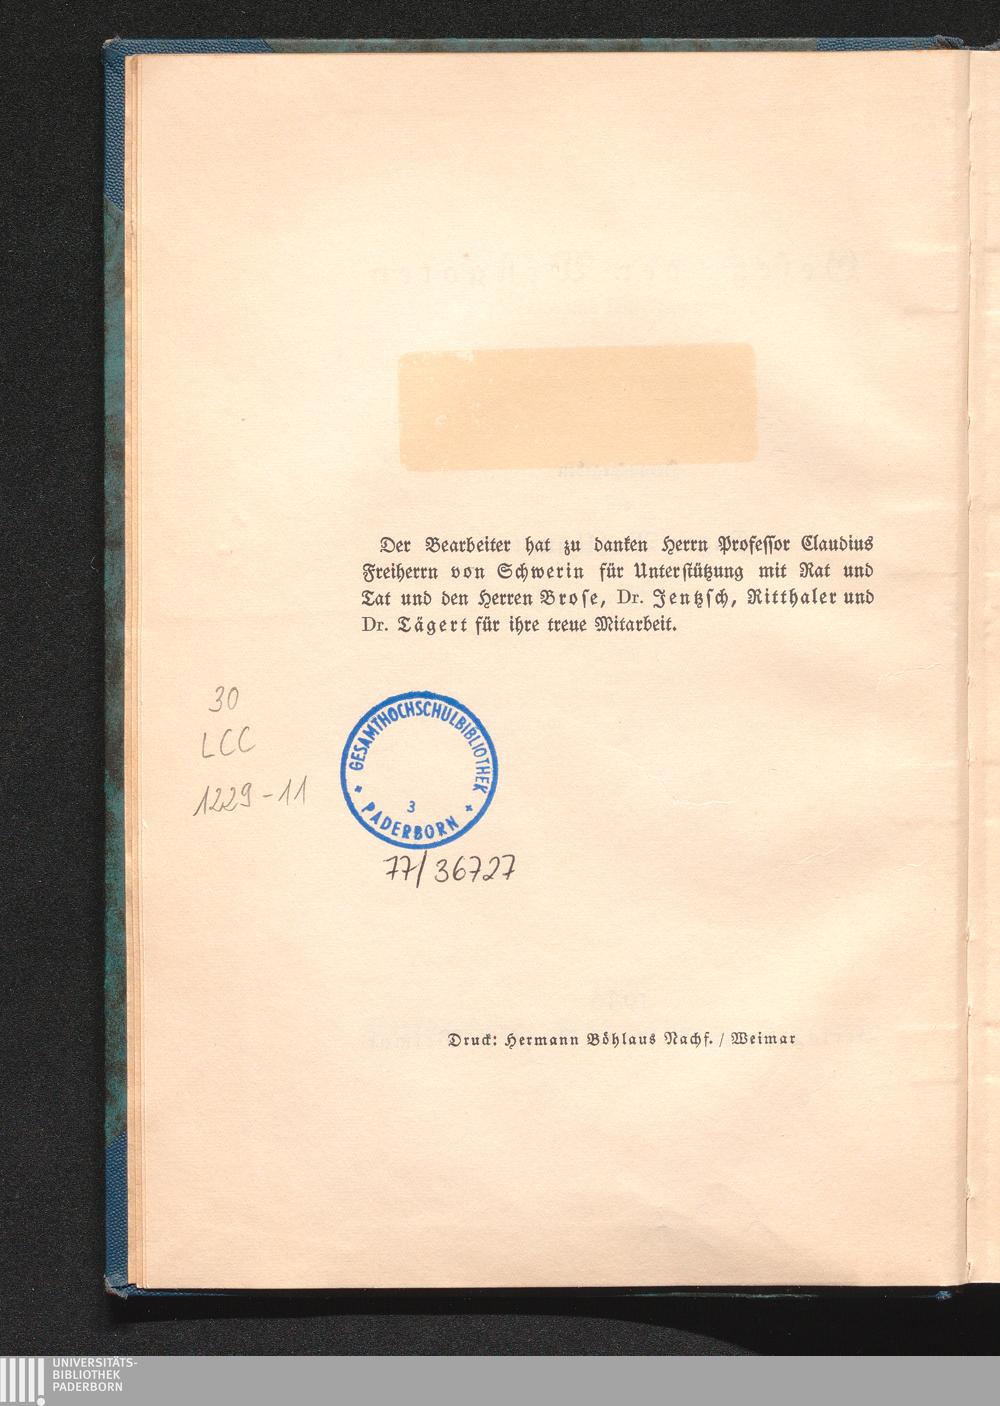 Der Bearbeiter hat zu danken Herrn Professor Claudius
Freiherrn von Schwerin für Unterstützung mit Rat und
Tat und den Herren Brose, Dr. Jentzsch, Ritthaler und
Dr. Tägert für ihre treue Mitarbeit.
30
LCC
1229-11
GESAMTHOCHSCHULBIBLIOTHEK
3
+ PADERBORN +
77/36727
Druck: Hermann Böhlaus Nachf. / Weimar
UNIVERSITÄTS-
BIBLIOTHEK
PADERBORN